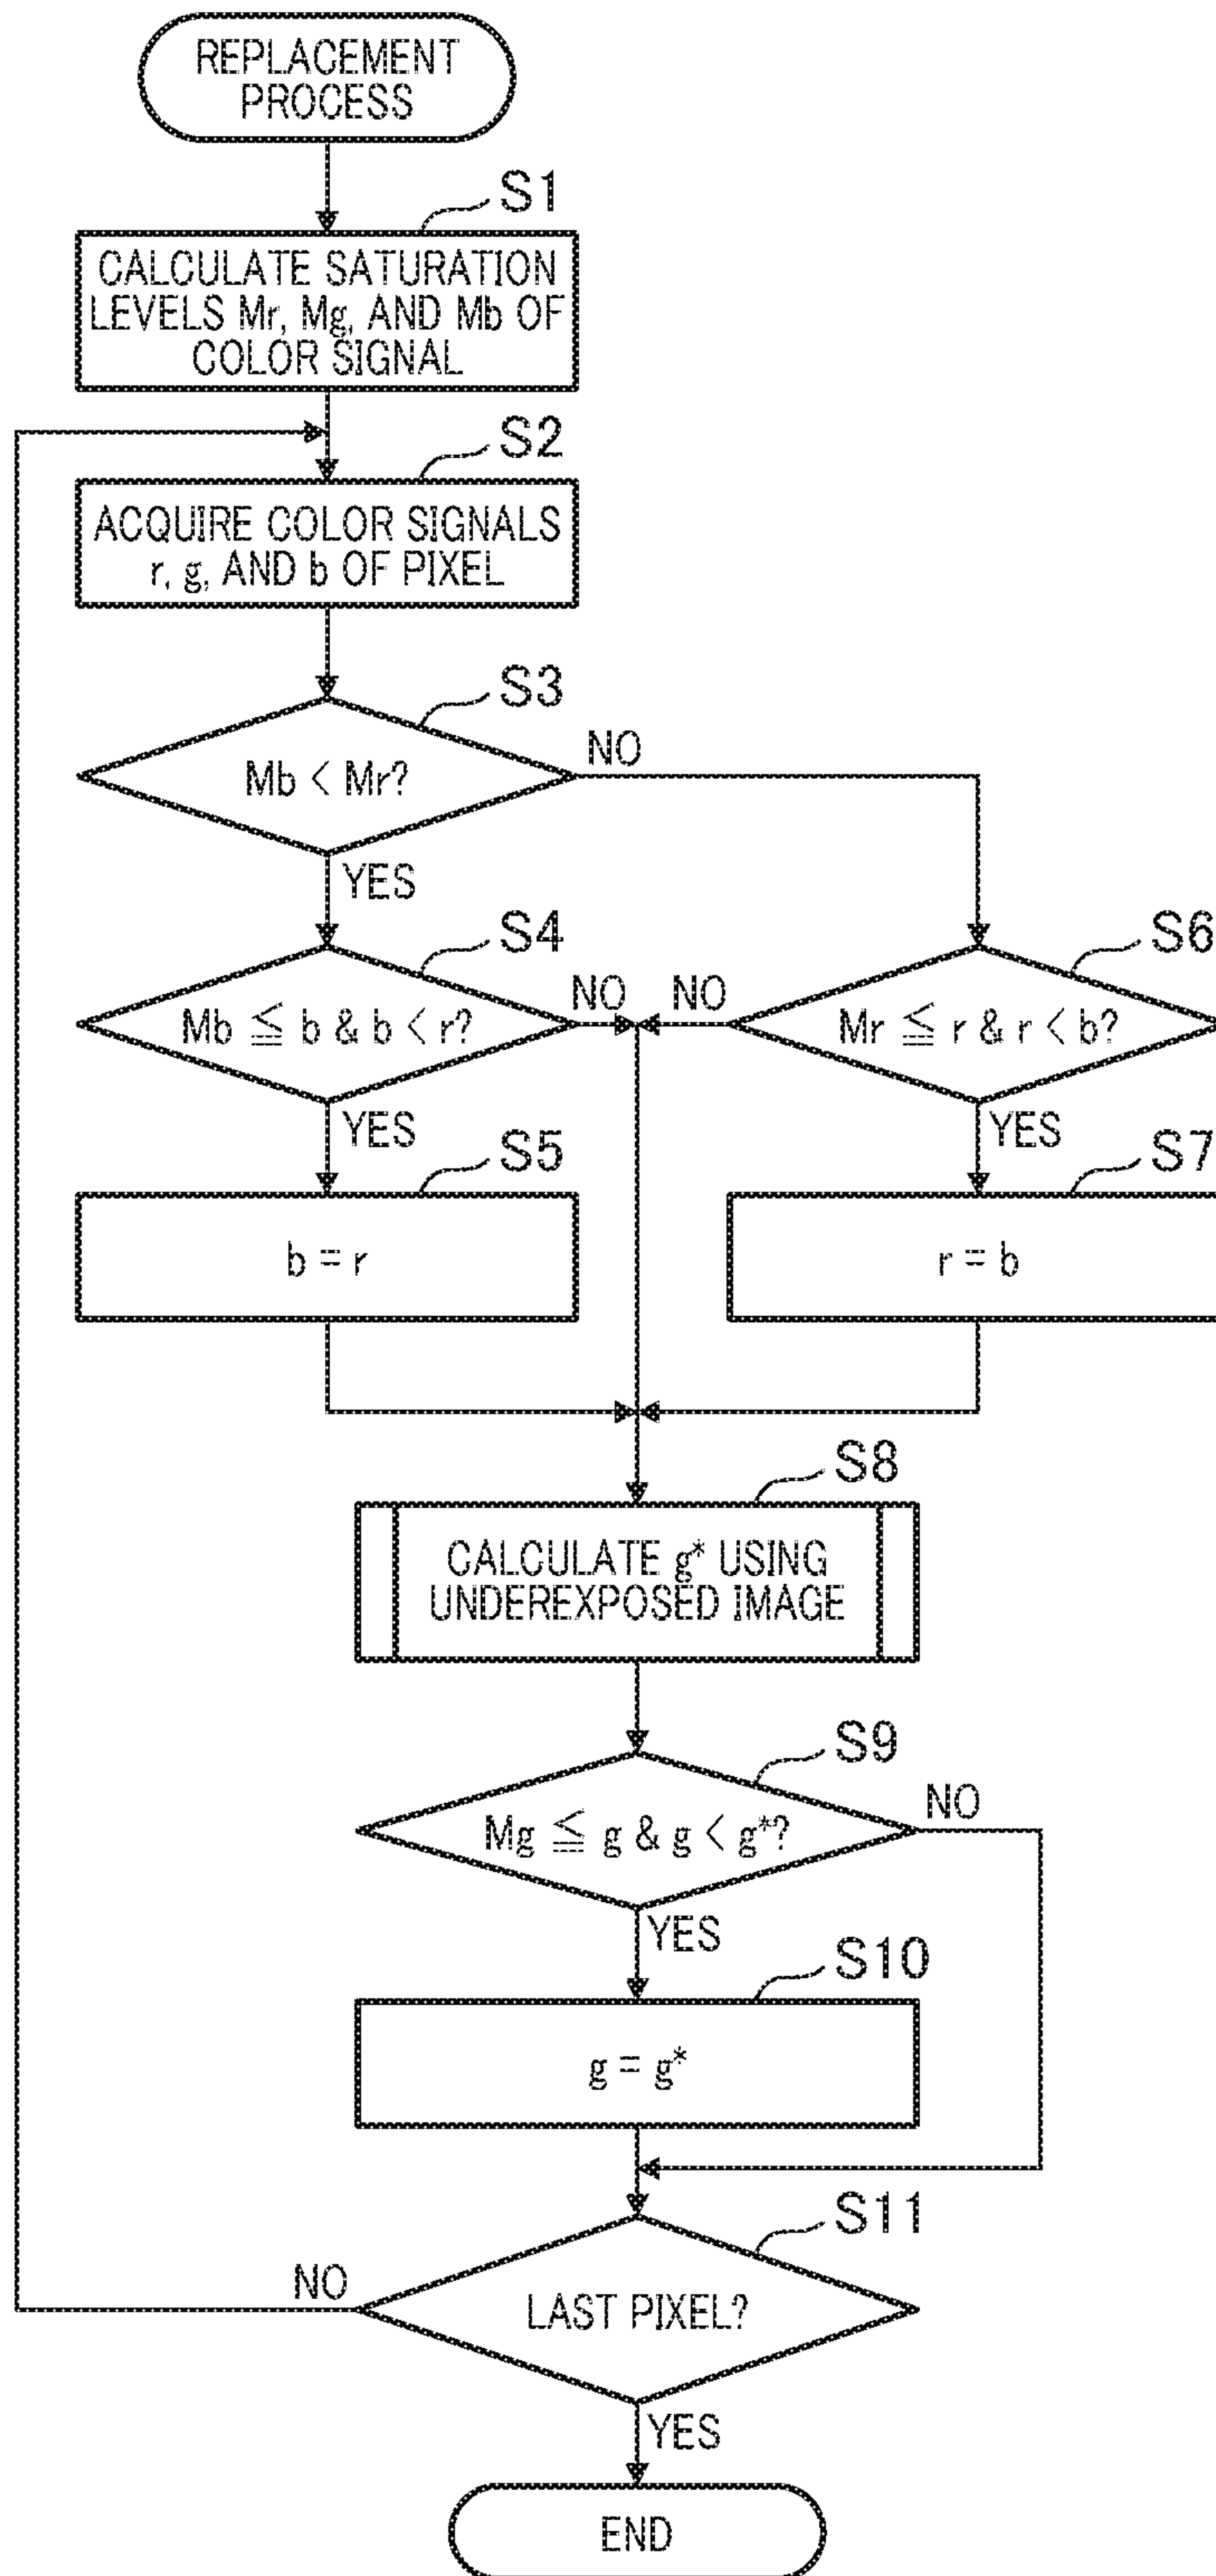 REPLACEMENT
PROCESS
S1
CALCULATE SATURATION
LEVELS Mr, Mg, AND Mb OF
COLOR SIGNAL
S2
ACQUIRE COLOR SIGNALS
r, g, AND b OF PIXEL
S3
Mb < Mr?
NO
YES
S4
Mb ≦ b & b < r?
NO
NO
S6
Mr ≦ r & r < b?
YES
YES
S5
b = r
S7
r = b
S8
CALCULATE g* USING
UNDEREXPOSED IMAGE
S9
Mg ≦ g & g < g*?
NO
YES
S10
g = g*
S11
LAST PIXEL?
NO
YES
END